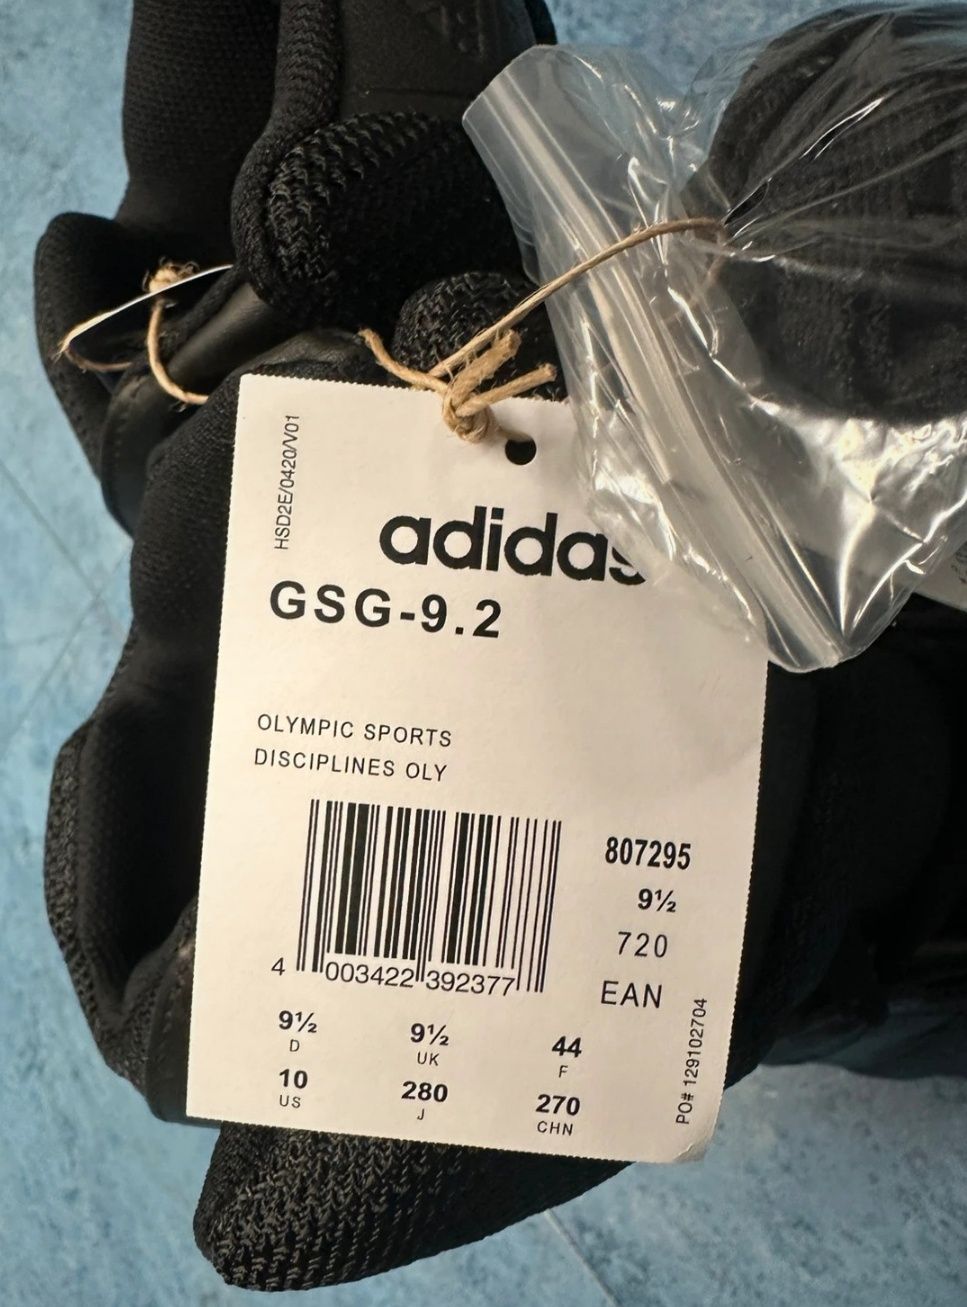 HSD2E/0420/V01
adidas
GSG-9.2
OLYMPIC SPORTS
DISCIPLINES OLY
807295
9½
720
EAN
4 003422 392377
9½ 9½ 44
D UK F
10 280 270
US J CHN
PO# 129102704